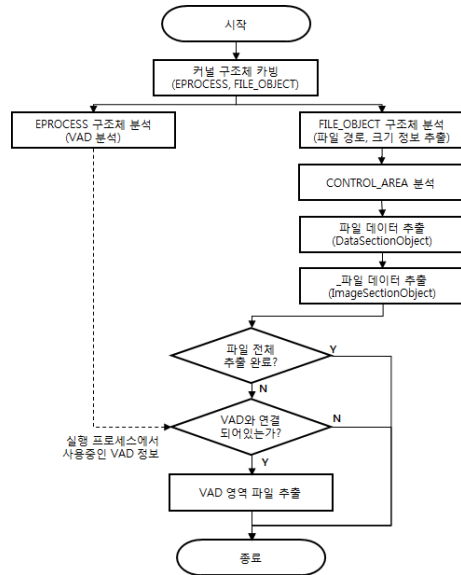 시작
커널 구조체 카빙
(EPROCESS, FILE_OBJECT)
EPROCESS 구조체 분석
(VAD 분석)
FILE_OBJECT 구조체 분석
(파일 경로, 크기 정보 추출)
CONTROL_AREA 분석
파일 데이터 추출
(DataSectionObject)
_파일 데이터 추출
(ImageSectionObject)
파일 전체
추출 완료?
Y
N
VAD와 연결
되어있는가?
N
Y
실행 프로세스에서
사용중인 VAD 정보
VAD 영역 파일 추출
종료